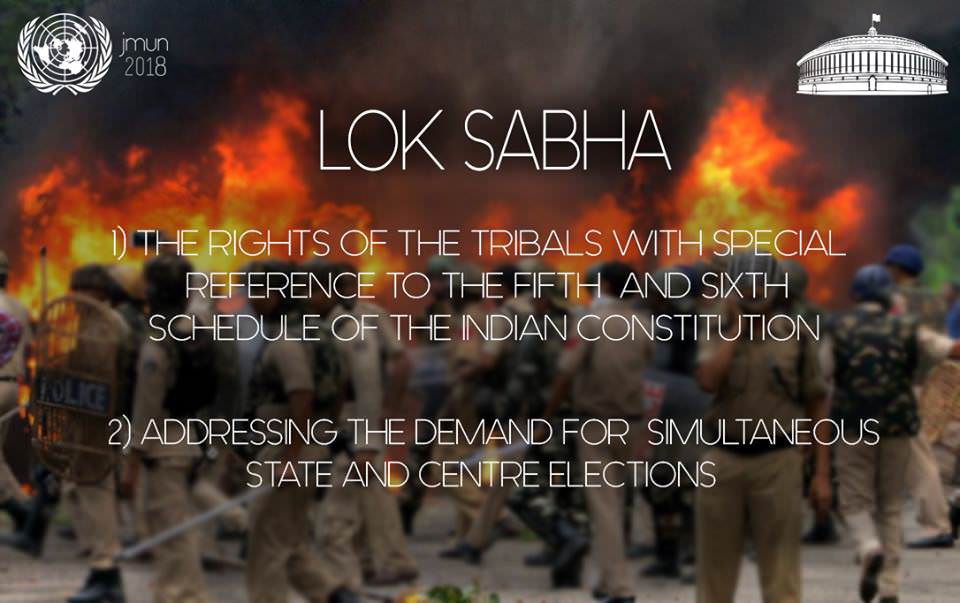 jmun
2018
LOK SABHA
1) THE RIGHTS OF THE TRIBALS WITH SPECIAL
REFERENCE TO THE FIFTH AND SIXTH
SCHEDULE OF THE INDIAN CONSTITUTION
POLICE
2) ADDRESSING THE DEMAND FOR SIMULTANEOUS
STATE AND CENTRE ELECTIONS